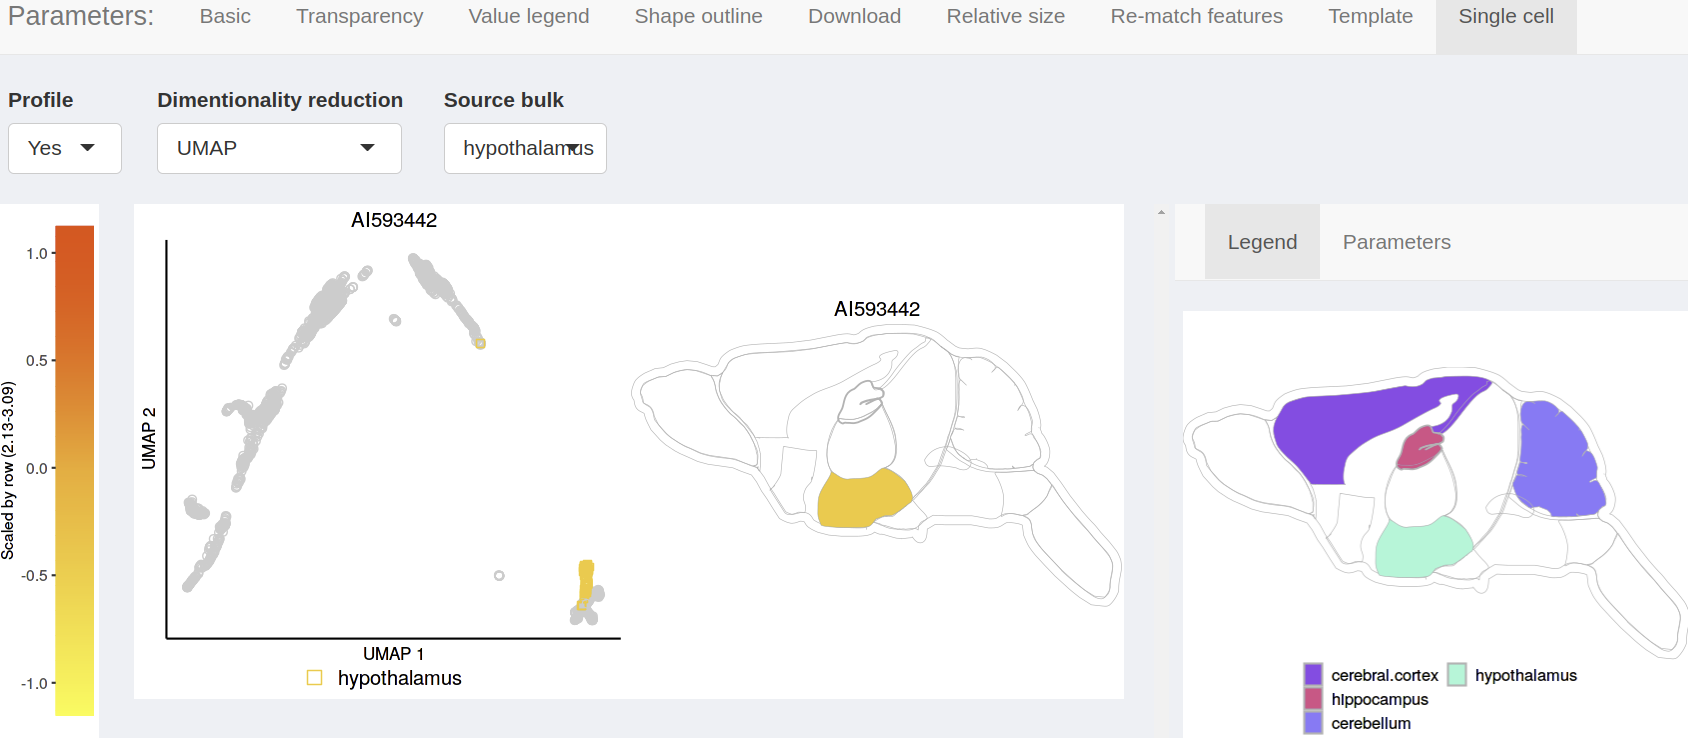 Parameters: Basic Transparency Value legend Shape outline Download Relative size Re-match features Template Single cell
Profile Dimentionality reduction Source bulk
Yes UMAP hypothalamus
AI593442
Legend Parameters
1.0
0.5
0.0
-0.5
-1.0
Scaled by row (2.13-3.09)
UMAP 2
UMAP 1
hypothalamus
AI593442
cerebral.cortex hypothalamus
hippocampus
cerebellum